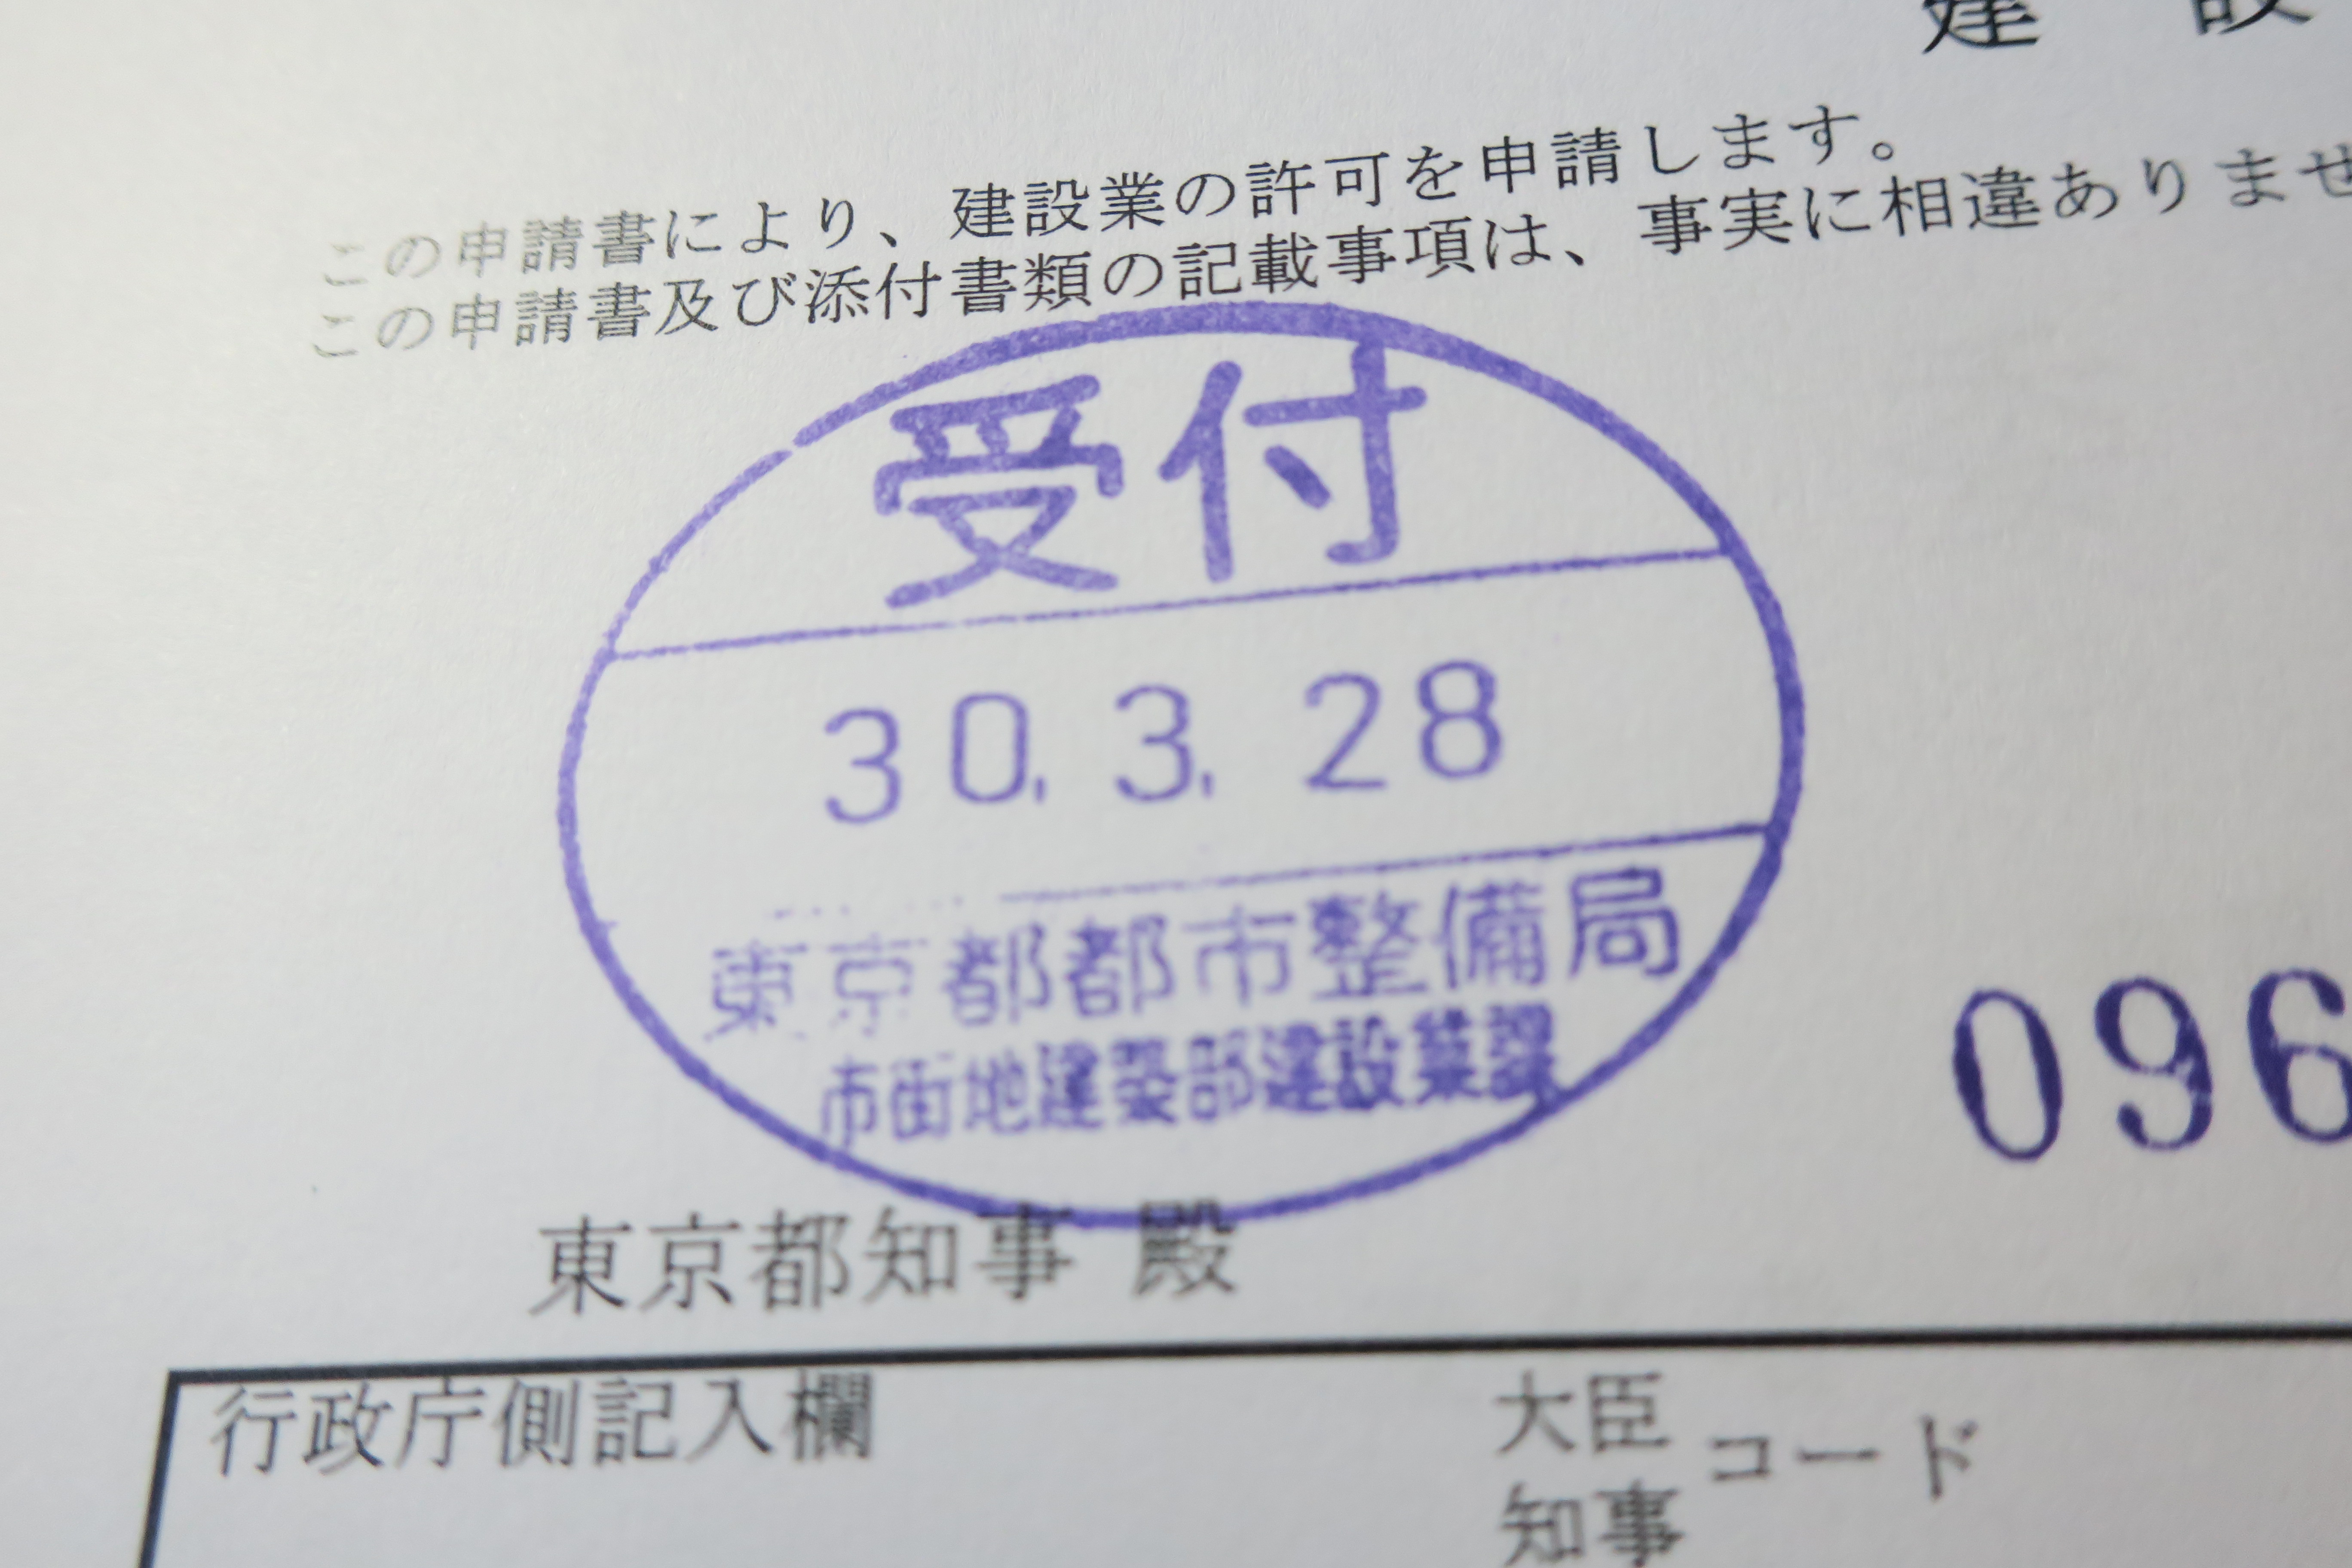 建 設
この申請書により、建設業の許可を申請します。
この申請書及び添付書類の記載事項は、事実に相違ありませ
受付
30. 3. 28
東京都都市整備局
市街地建築部建設業課
096
東京都知事 殿
行政庁側記入欄
大臣
知事
コード